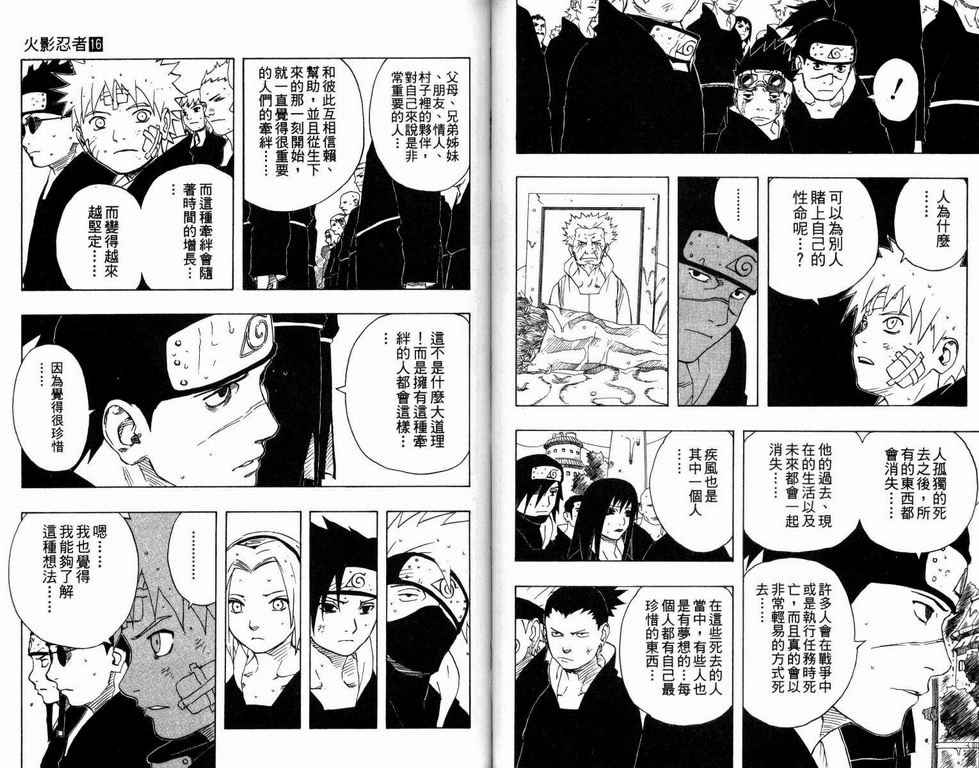 !
人為什麼
……
可以為別人
賭上自己的
性命呢…?
………
人孤獨的死
去之後，所
有的東西都
會消失……
他的過去、現
在的生活以及
未來都會一起
消失……
疾風也是
其中一個人
許多人會在戰爭中
或是執行任務時死
亡，而且真的會以
非常輕易的方式死
去……
在這些死去的人
當中，有些人也
是有夢想的…每
個人都有自己最
珍惜的東西…
火影忍者16
父母、兄弟姊妹
、朋友、情人、
村子裡的夥伴，
對自己來說是非
常重要的人…
和彼此互相信賴、
幫助，並且從生下
來的那一刻開始，
就一直覺得很重要
的人們的牽絆……
而這種牽絆會隨
著時間的增長…
…
而變得越來
越堅定………
這不是什麼大道理
！而是擁有這種牽
絆的人都會這樣…
…
因為覺得很珍惜
……
………
嗯……
我也覺得
我能夠了解
這種想法…